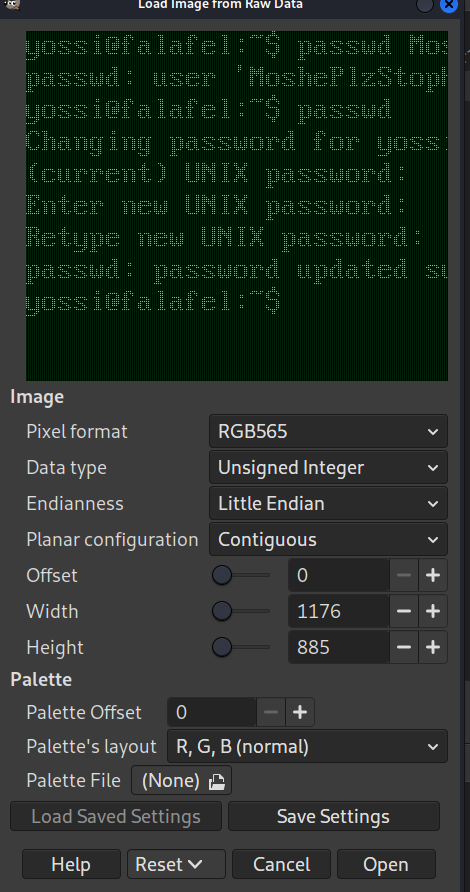 Load Image from Raw Data
yossi@falafel:~$ passwd Mos
passwd: user 'MoshePlzStop
yossi@falafel:~$ passwd
Changing password for yossi
(current) UNIX password:
Enter new UNIX password:
Retype new UNIX password:
passwd: password updated su
yossi@falafel:~$
Image
Pixel format RGB565
Data type Unsigned Integer
Endianness Little Endian
Planar configuration Contiguous
Offset 0
Width 1176
Height 885
Palette
Palette Offset 0
Palette's layout R, G, B (normal)
Palette File (None)
Load Saved Settings Save Settings
Help Reset Cancel Open